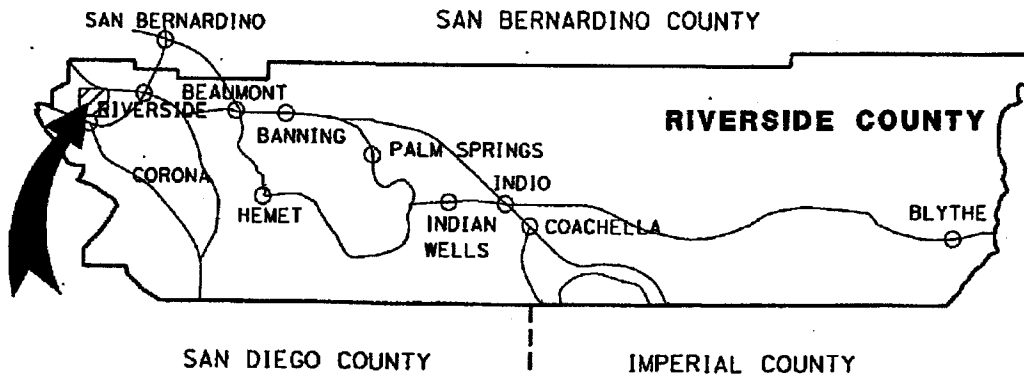 SAN BERNARDINO
SAN BERNARDINO COUNTY
BEAUMONT
RIVERSIDE
BANNING
RIVERSIDE COUNTY
PALM SPRINGS
CORONA
INDIO
HEMET
BLYTHE
INDIAN
WELLS
COACHELLA
SAN DIEGO COUNTY
IMPERIAL COUNTY